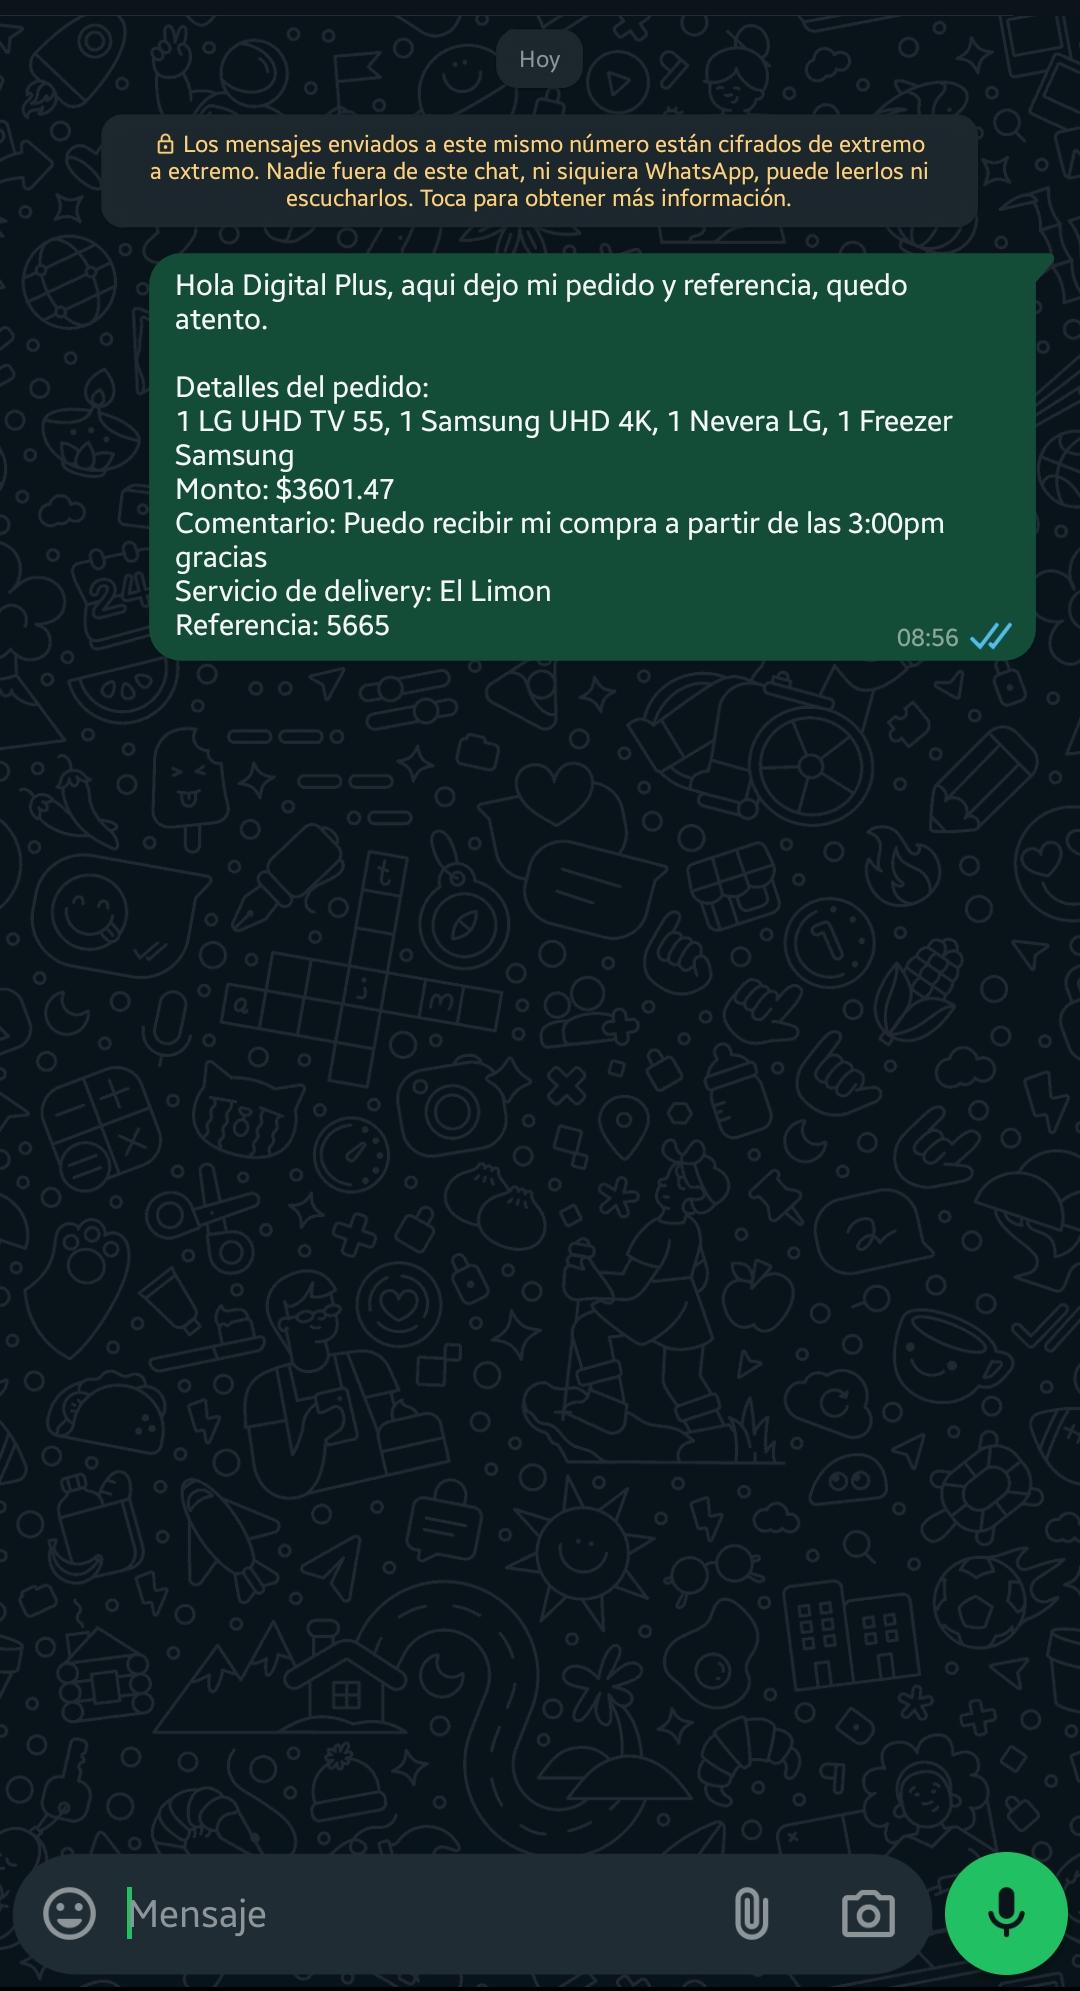 Hoy
Los mensajes enviados a este mismo número están cifrados de extremo
a extremo. Nadie fuera de este chat, ni siquiera WhatsApp, puede leerlos ni
escucharlos. Toca para obtener más información.
Hola Digital Plus, aqui dejo mi pedido y referencia, quedo
atento.
Detalles del pedido:
1 LG UHD TV 55, 1 Samsung UHD 4K, 1 Nevera LG, 1 Freezer
Samsung
Monto: $3601.47
Comentario: Puedo recibir mi compra a partir de las 3:00pm
gracias
Servicio de delivery: El Limon
Referencia: 5665
08:56
Mensaje